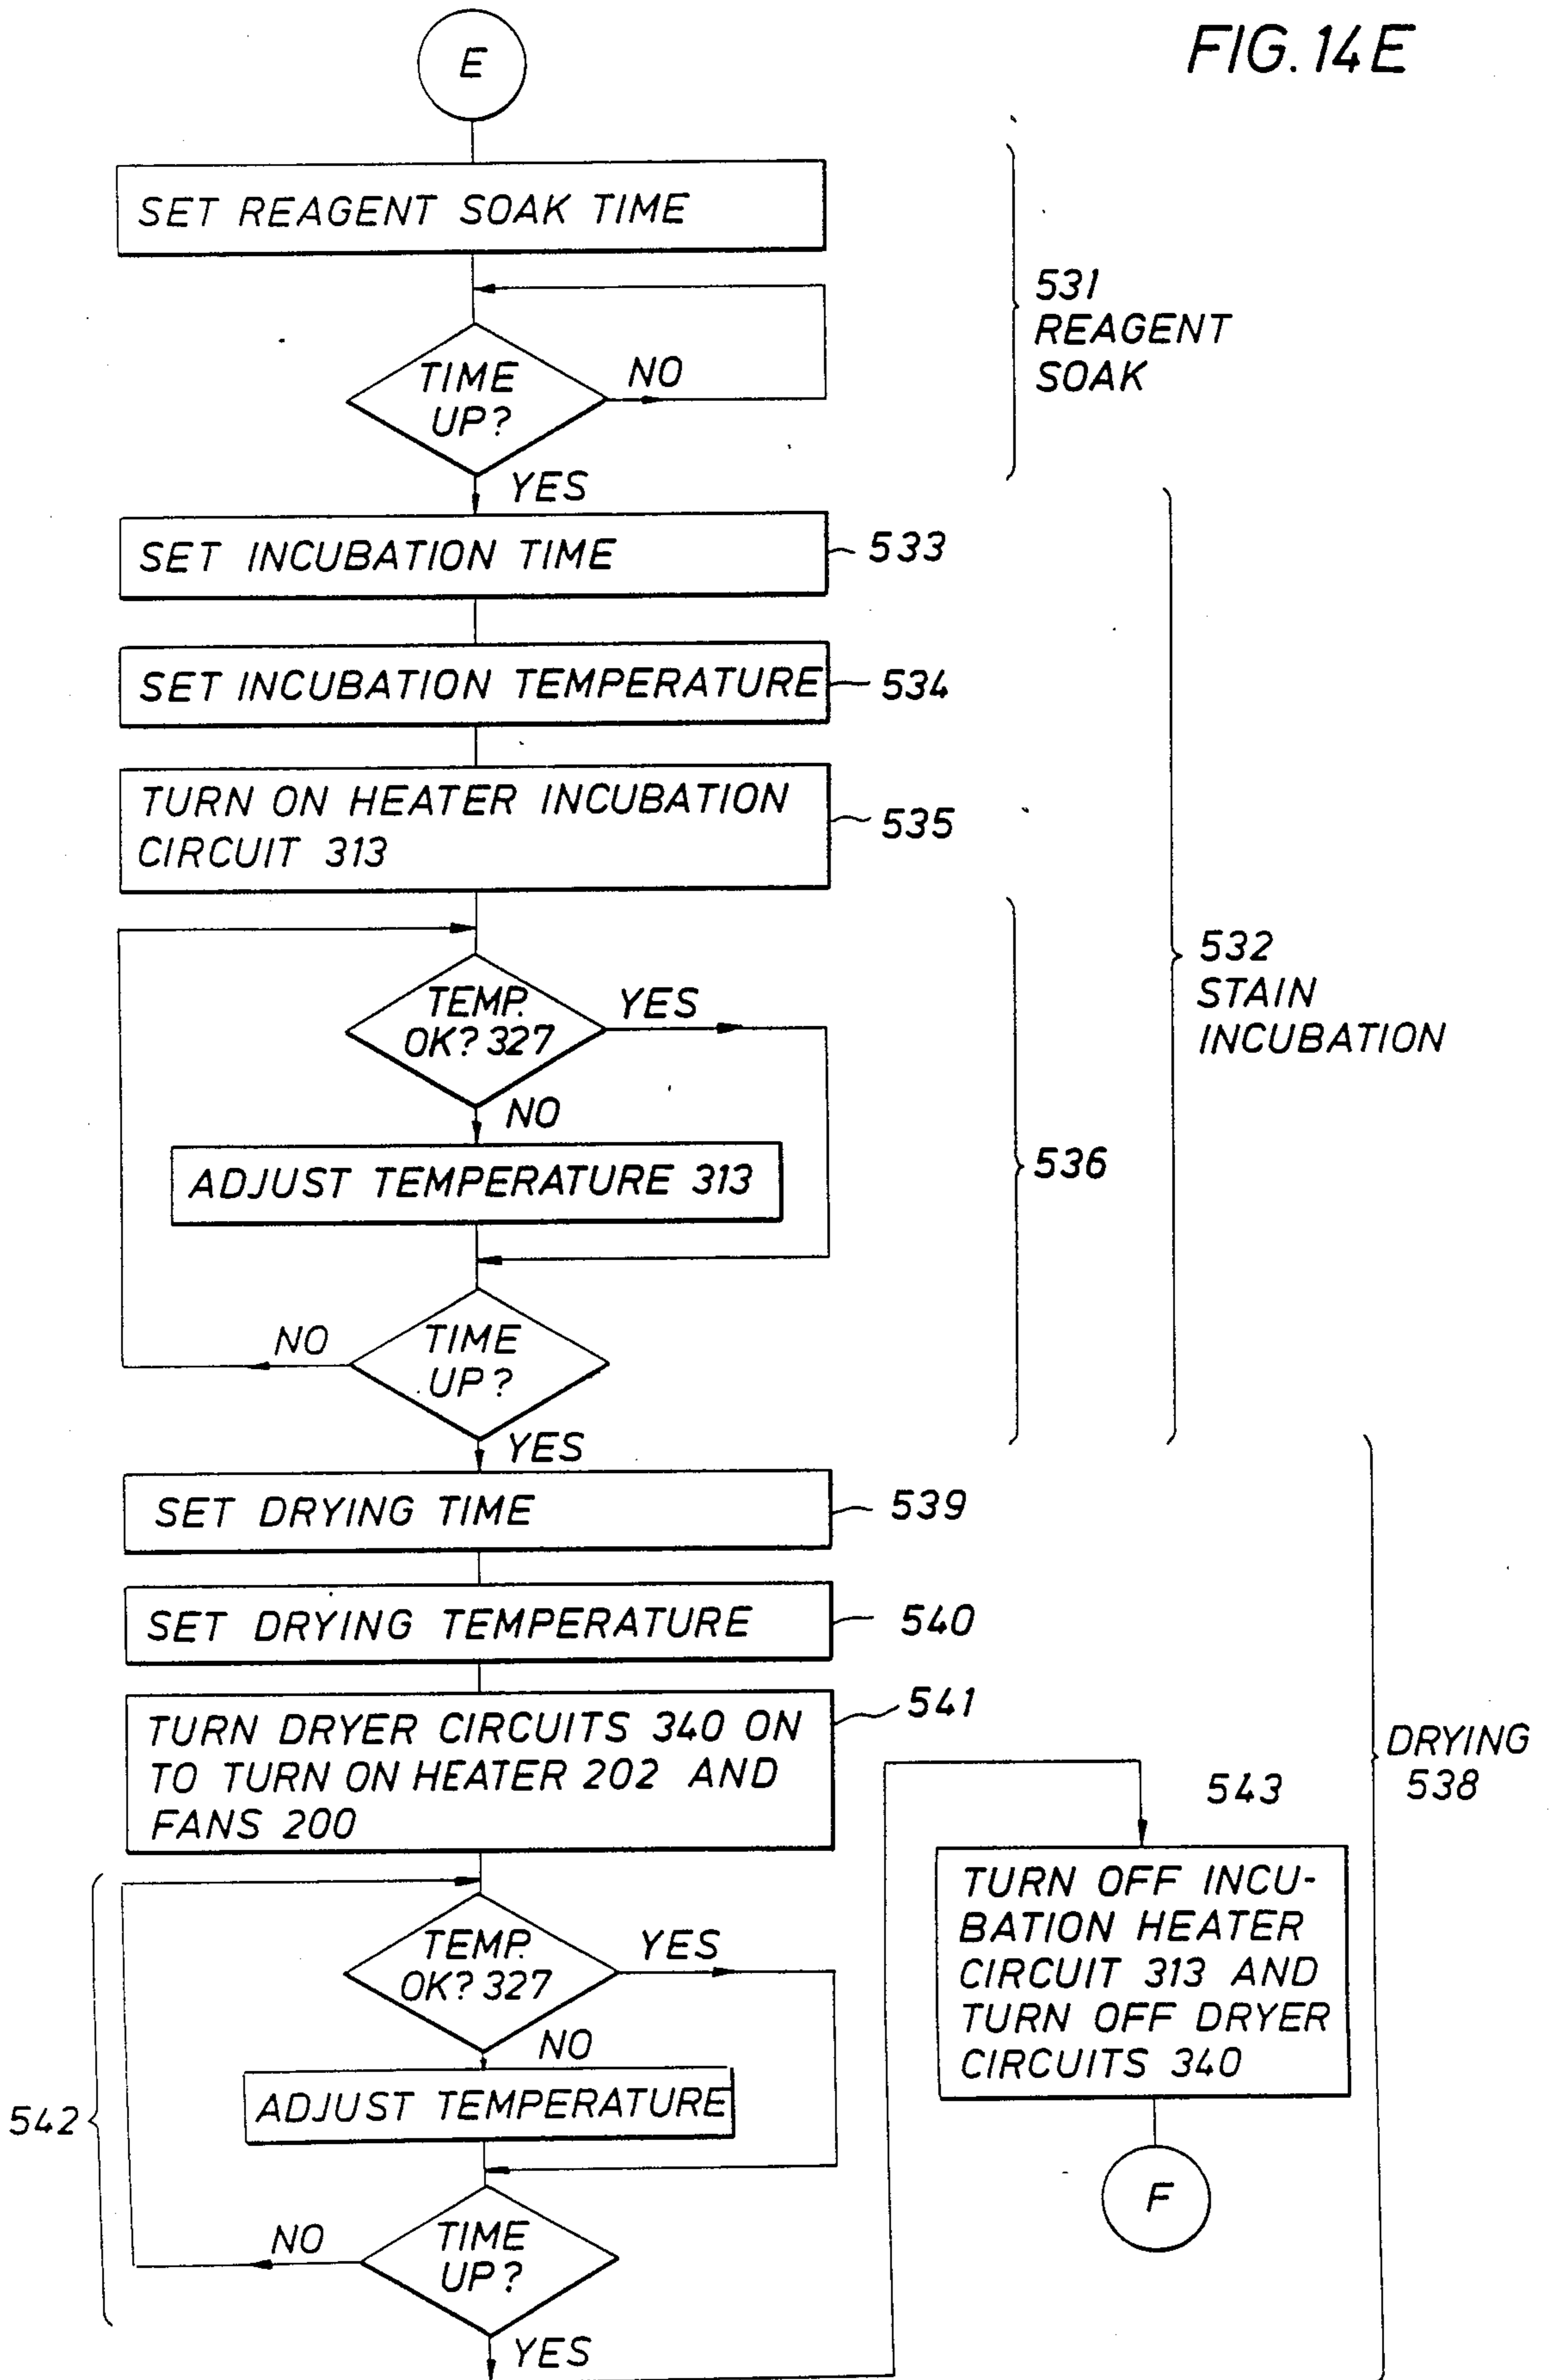 FIG. 14E
E
SET REAGENT SOAK TIME
TIME
UP?
NO
YES
531
REAGENT
SOAK
SET INCUBATION TIME
533
SET INCUBATION TEMPERATURE
534
TURN ON HEATER INCUBATION
CIRCUIT 313
535
TEMP.
OK? 327
YES
NO
ADJUST TEMPERATURE 313
TIME
UP?
NO
YES
536
532
STAIN
INCUBATION
SET DRYING TIME
539
SET DRYING TEMPERATURE
540
TURN DRYER CIRCUITS 340 ON
TO TURN ON HEATER 202 AND
FANS 200
541
TEMP.
OK? 327
YES
NO
ADJUST TEMPERATURE
542
TIME
UP?
NO
YES
543
TURN OFF INCU-
BATION HEATER
CIRCUIT 313 AND
TURN OFF DRYER
CIRCUITS 340
F
DRYING
538